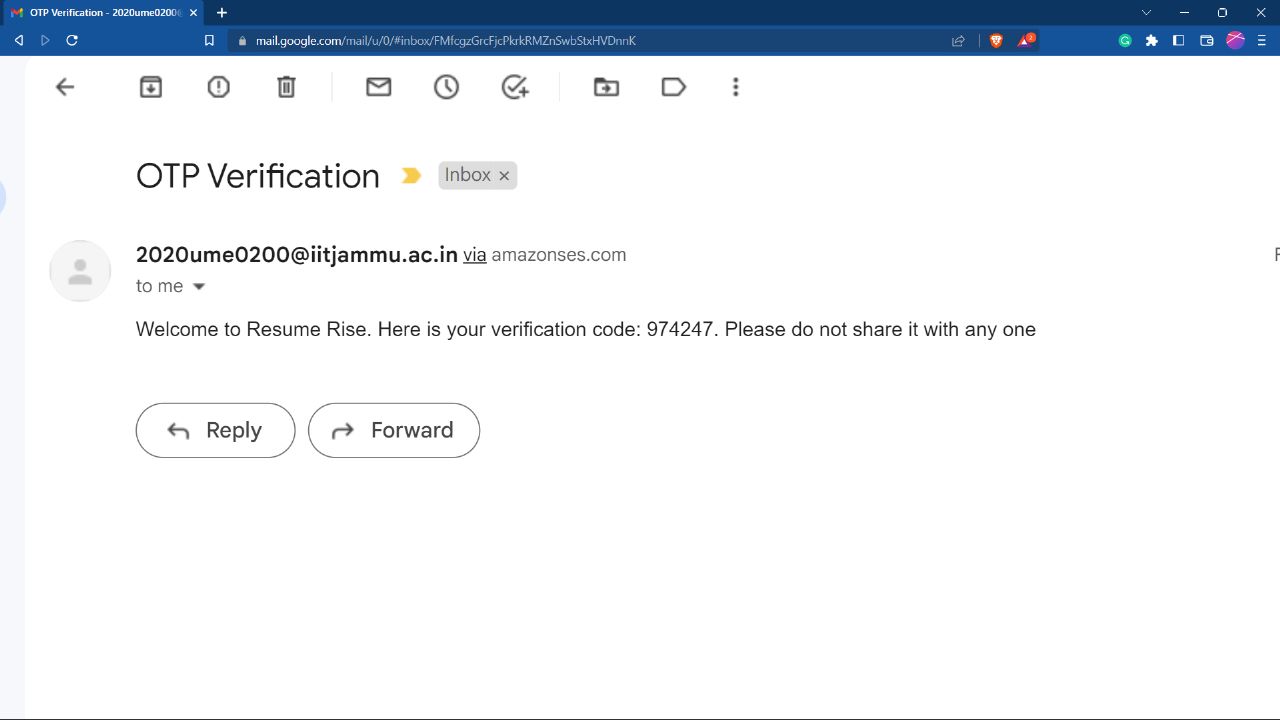 OTP Verification - 2020ume0200@
mail.google.com/mail/u/0/#inbox/FMfcgzGrcFjcPkrkRMZnSwbStxHVDnnK
2
OTP Verification Inbox ×
2020ume0200@iitjammu.ac.in via amazonses.com
to me
Welcome to Resume Rise. Here is your verification code: 974247. Please do not share it with any one
Reply Forward